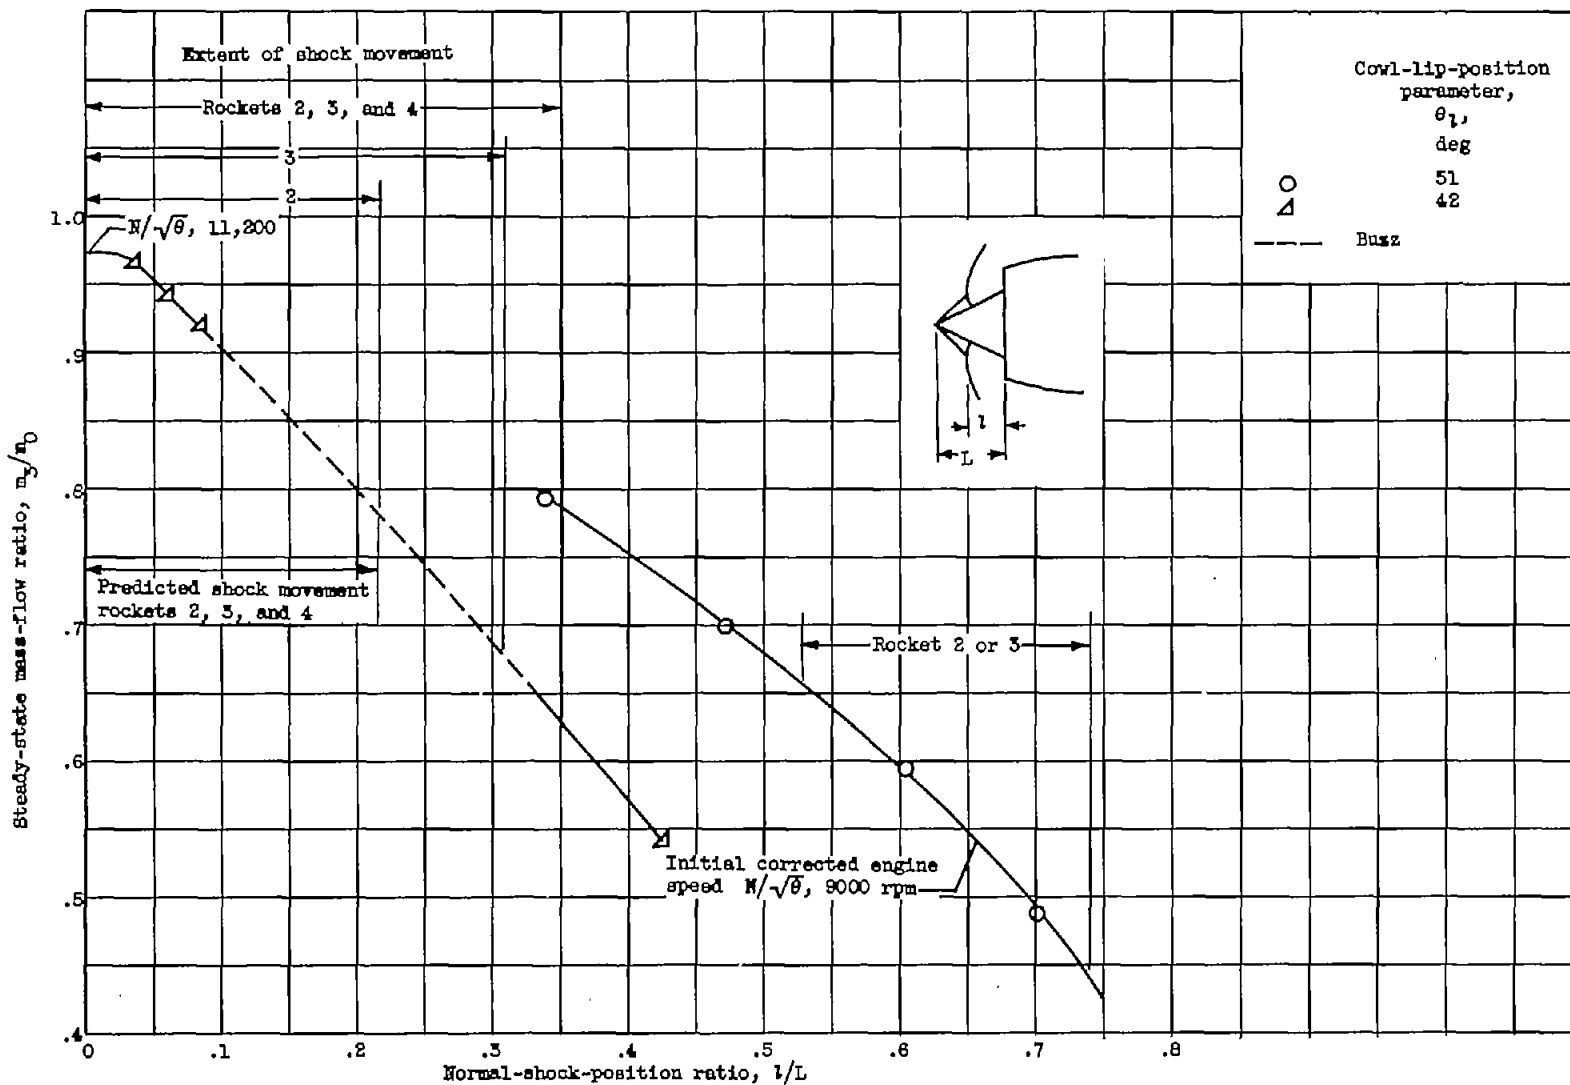 Extent of shock movement
Rockets 2, 3, and 4
3
2
N/√θ, 11,200
Cowl-lip-position
parameter,
θl,
deg
51
42
Buzz
l
L
Predicted shock movement
rockets 2, 3, and 4
Rocket 2 or 3
Initial corrected engine
speed N/√θ, 9000 rpm
Steady-state mass-flow ratio, m3/m0
1.0
.9
.8
.7
.6
.5
.4
0 .1 .2 .3 .4 .5 .6 .7 .8
Normal-shock-position ratio, l/L